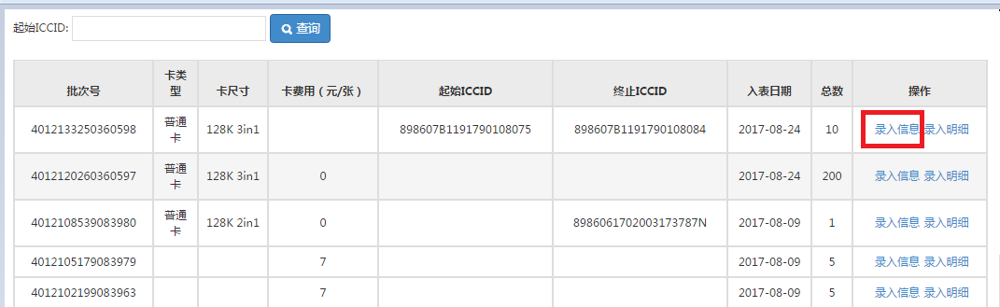 起始ICCID: 查询
批次号 卡类型 卡尺寸 卡费用（元/张） 起始ICCID 终止ICCID 入表日期 总数 操作
4012133250360598 普通卡 128K 3in1 898607B1191790108075 898607B1191790108084 2017-08-24 10 录入信息 录入明细
4012120260360597 普通卡 128K 3in1 0 2017-08-24 200 录入信息 录入明细
4012108539083980 普通卡 128K 2in1 0 8986061702003173787N 2017-08-09 1 录入信息 录入明细
4012105179083979 7 2017-08-09 5 录入信息 录入明细
4012102199083963 7 2017-08-09 5 录入信息 录入明细